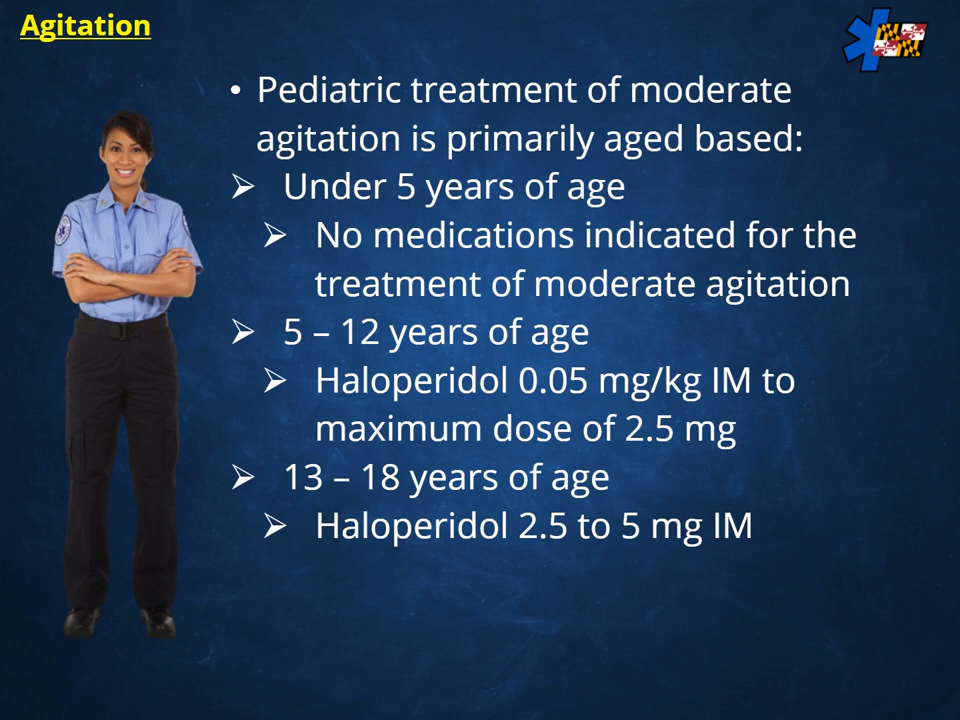 Agitation
• Pediatric treatment of moderate
agitation is primarily aged based:
➢ Under 5 years of age
➢ No medications indicated for the
treatment of moderate agitation
➢ 5 – 12 years of age
➢ Haloperidol 0.05 mg/kg IM to
maximum dose of 2.5 mg
➢ 13 – 18 years of age
➢ Haloperidol 2.5 to 5 mg IM